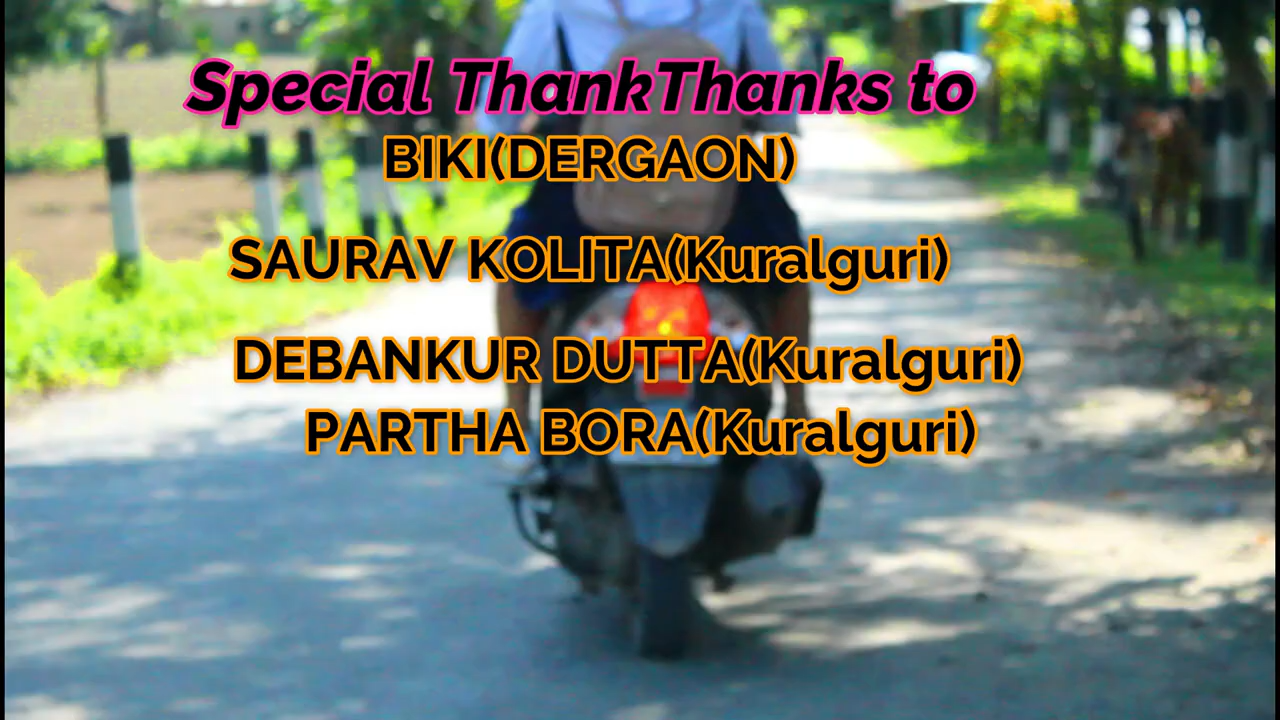 Special ThankThanks to
BIKI(DERGAON)
SAURAV KOLITA(Kuralguri)
DEBANKUR DUTTA(Kuralguri)
PARTHA BORA(Kuralguri)